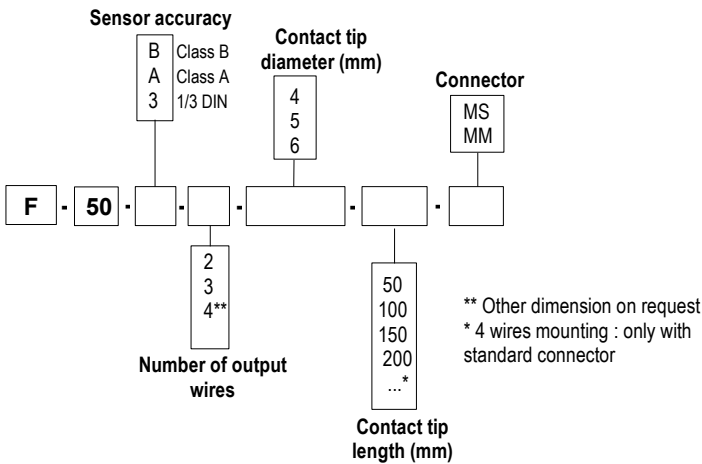 Sensor accuracy
B Class B
A Class A
3 1/3 DIN
Contact tip
diameter (mm)
4
5
6
Connector
MS
MM
F - 50 - - - - -
2
3
4**
Number of output
wires
50
100
150
200
...*
Contact tip
length (mm)
** Other dimension on request
* 4 wires mounting : only with
standard connector